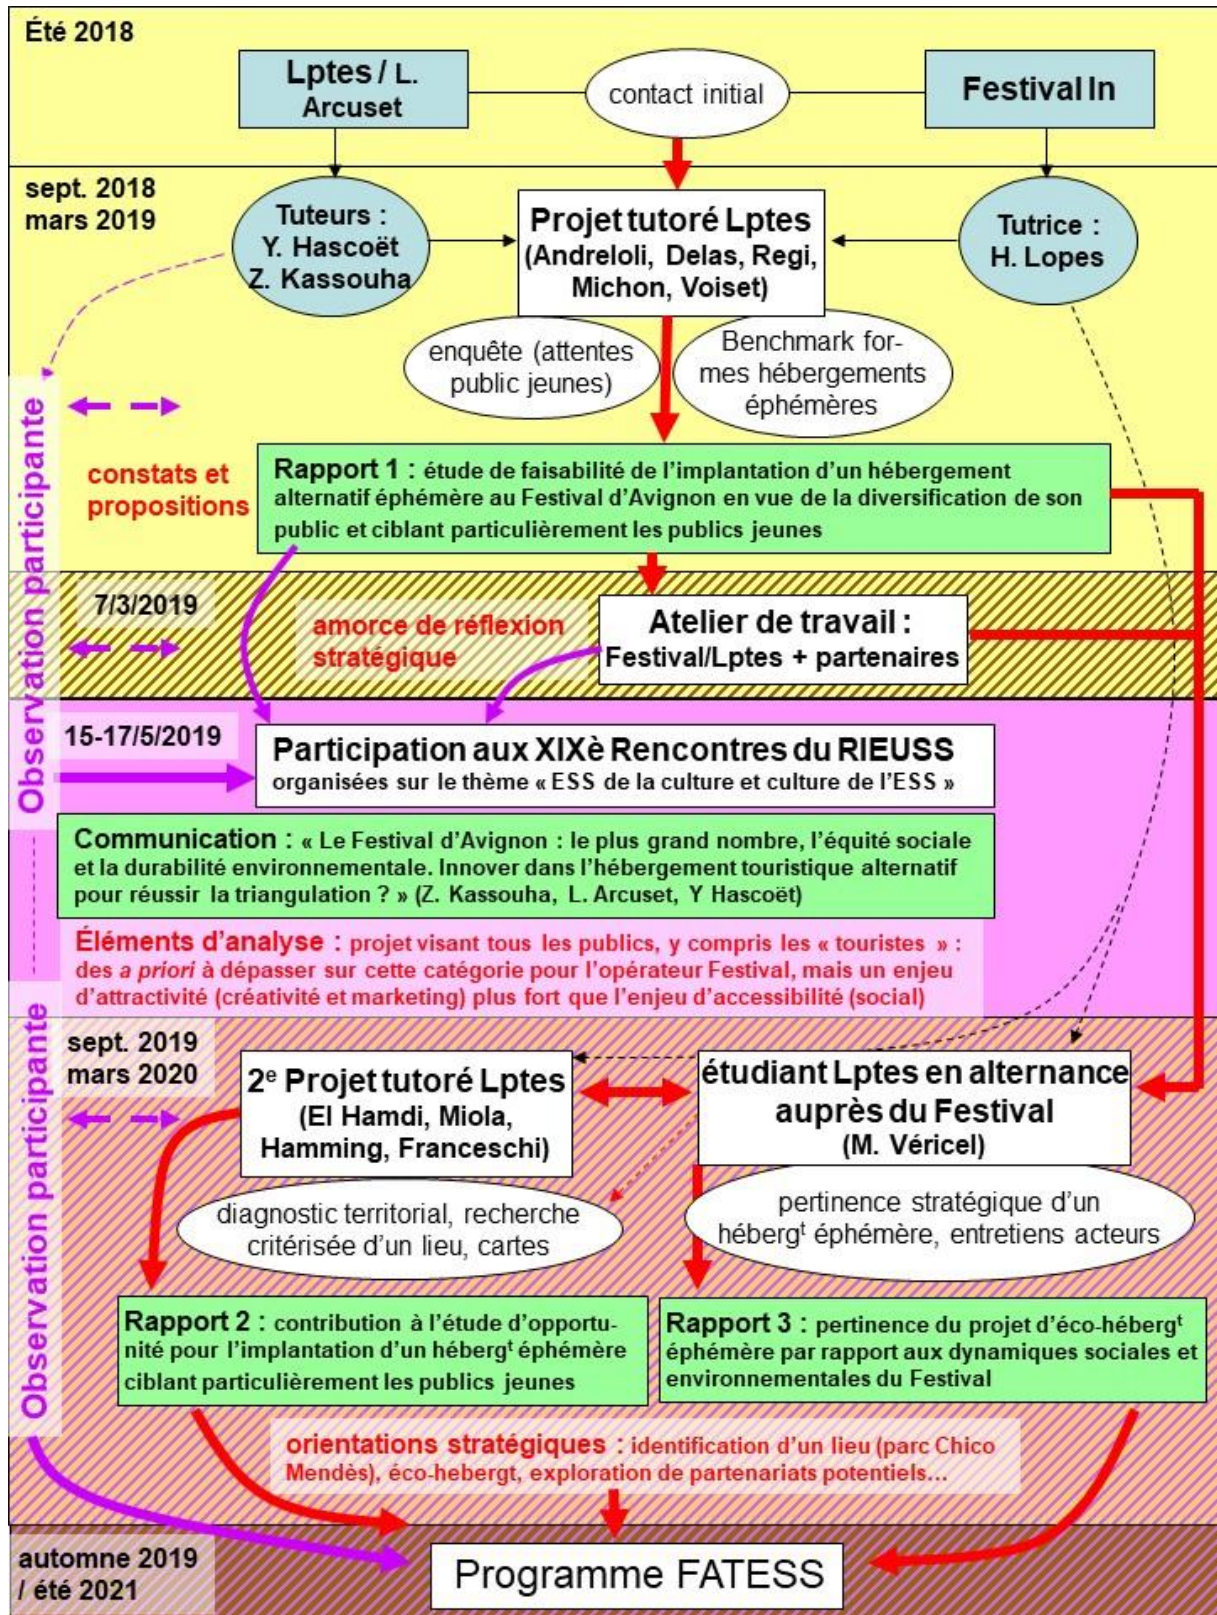 Été 2018
Lptes / L.
Arcuset
contact initial
Festival In
sept. 2018
mars 2019
Tuteurs :
Y. Hascoët
Z. Kassouha
Projet tutoré Lptes
(Andreloli, Delas, Regi,
Michon, Voiset)
Tutrice :
H. Lopes
enquête (attentes
public jeunes)
Benchmark for-
mes hébergements
éphémères
Observation participante
constats et
propositions
Rapport 1 : étude de faisabilité de l’implantation d’un hébergement
alternatif éphémère au Festival d’Avignon en vue de la diversification de son
public et ciblant particulièrement les publics jeunes
7/3/2019
amorce de réflexion
stratégique
Atelier de travail :
Festival/Lptes + partenaires
15-17/5/2019
Participation aux XIXè Rencontres du RIEUSS
organisées sur le thème « ESS de la culture et culture de l’ESS »
Communication : « Le Festival d’Avignon : le plus grand nombre, l’équité sociale
et la durabilité environnementale. Innover dans l’hébergement touristique alternatif
pour réussir la triangulation ? » (Z. Kassouha, L. Arcuset, Y Hascoët)
Éléments d’analyse : projet visant tous les publics, y compris les « touristes » :
des a priori à dépasser sur cette catégorie pour l’opérateur Festival, mais un enjeu
d’attractivité (créativité et marketing) plus fort que l’enjeu d’accessibilité (social)
Observation participante
sept. 2019
mars 2020
2e Projet tutoré Lptes
(El Hamdi, Miola,
Hamming, Franceschi)
étudiant Lptes en alternance
auprès du Festival
(M. Véricel)
diagnostic territorial, recherche
critérisée d’un lieu, cartes
pertinence stratégique d’un
hébergt éphémère, entretiens acteurs
Rapport 2 : contribution à l’étude d’opportu-
nité pour l’implantation d’un hébergt éphémère
ciblant particulièrement les publics jeunes
Rapport 3 : pertinence du projet d’éco-hébergt
éphémère par rapport aux dynamiques sociales et
environnementales du Festival
orientations stratégiques : identification d’un lieu (parc Chico
Mendès), éco-hebergt, exploration de partenariats potentiels…
automne 2019
/ été 2021
Programme FATESS